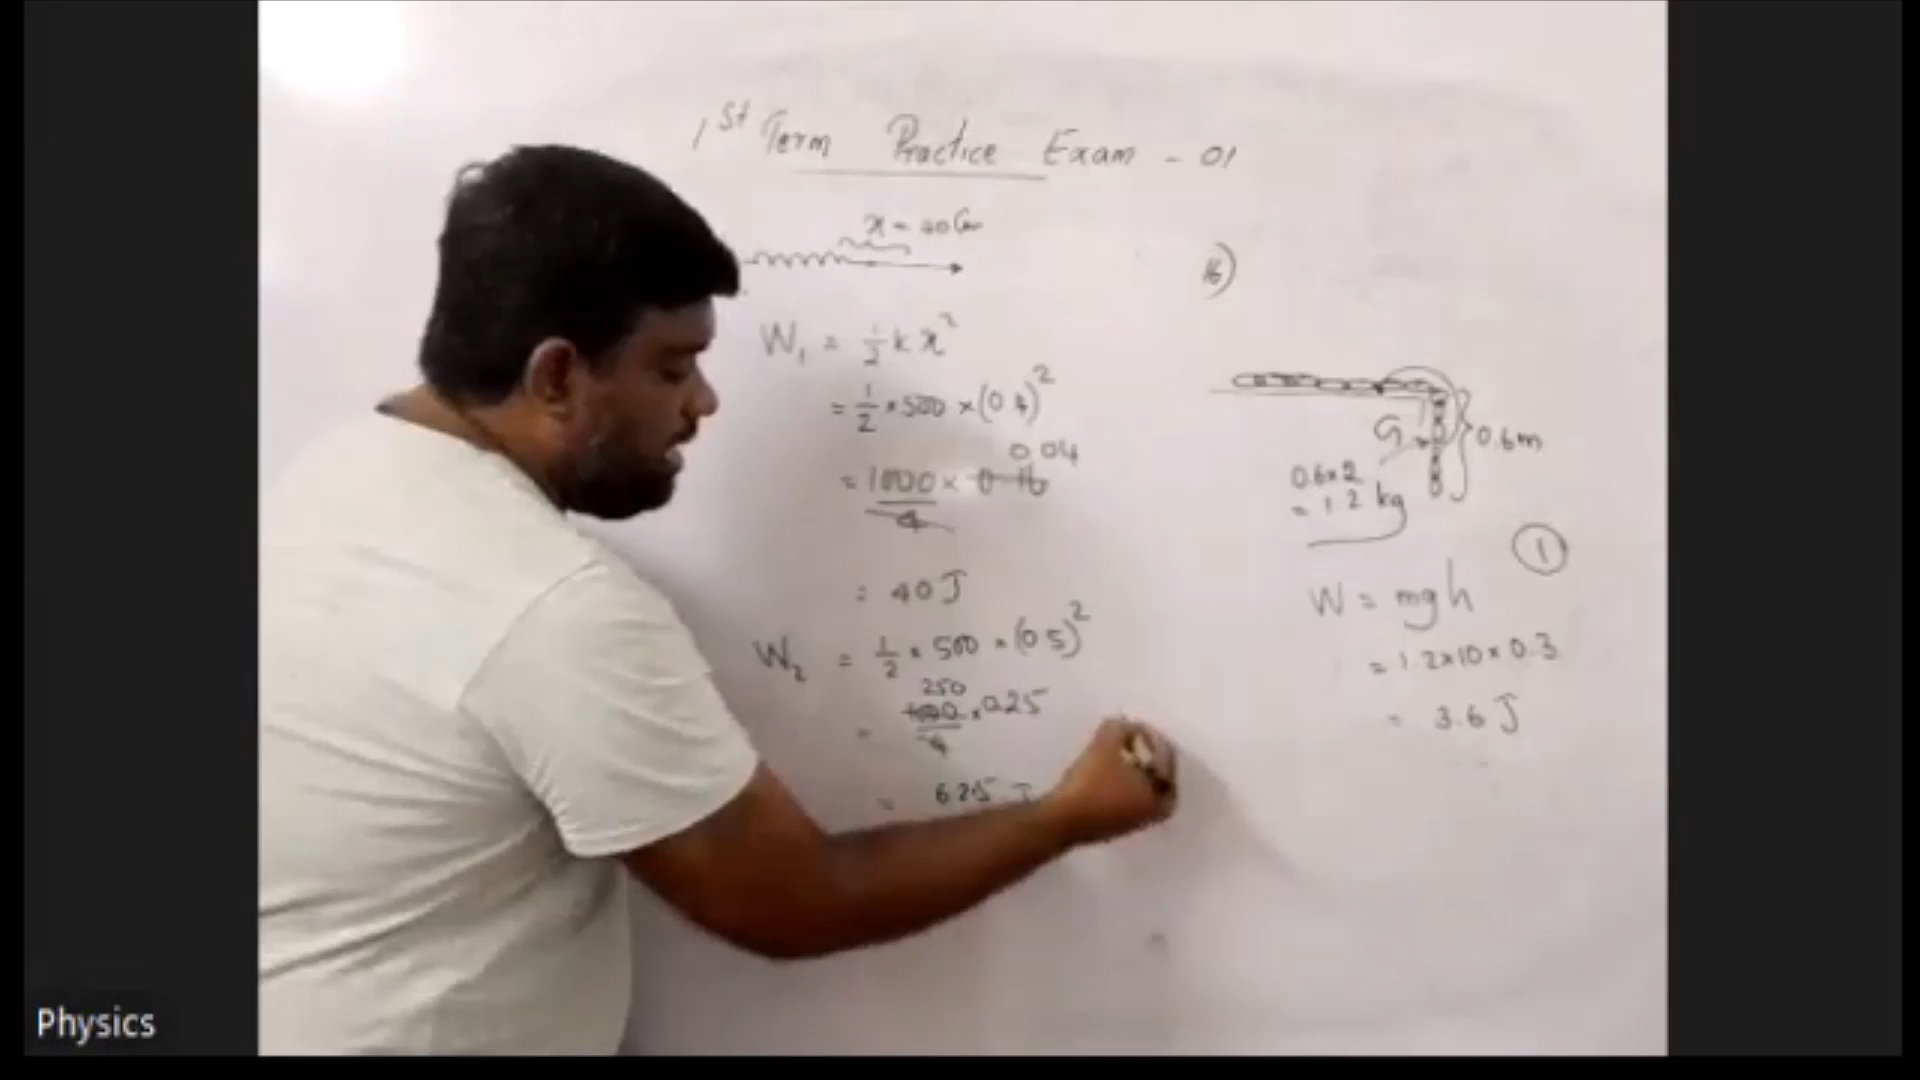 1st Term Practice Exam - 01
x = 40cm
W₁ = ½ k x²
= 1/2 × 500 × (0.4)²
0.04
= 1000/4 × 0.16
= 40 J
W₂ = 1/2 × 500 × (0.5)²
250
= 1000/4 × 0.25
= 6.25 J
16)
G
0.6m
0.6×2
= 1.2 kg
1
W = mgh
= 1.2×10×0.3
= 3.6 J
Physics